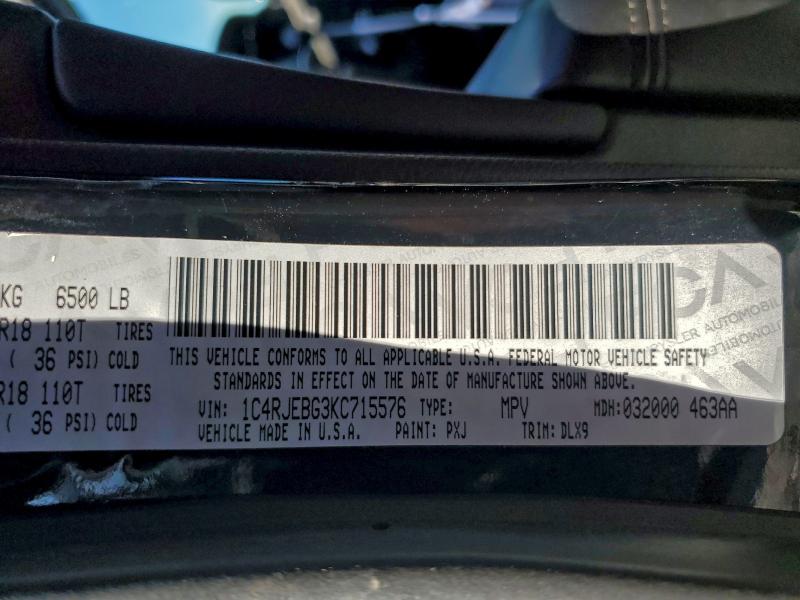 KG 6500 LB
R18 110T TIRES
( 36 PSI) COLD
R18 110T TIRES
( 36 PSI) COLD
THIS VEHICLE CONFORMS TO ALL APPLICABLE U.S.A. FEDERAL MOTOR VEHICLE SAFETY
STANDARDS IN EFFECT ON THE DATE OF MANUFACTURE SHOWN ABOVE.
VIN: 1C4RJEBG3KC715576 TYPE: MPV MDH:032000 463AA
VEHICLE MADE IN U.S.A. PAINT: PXJ TRIM: DLX9